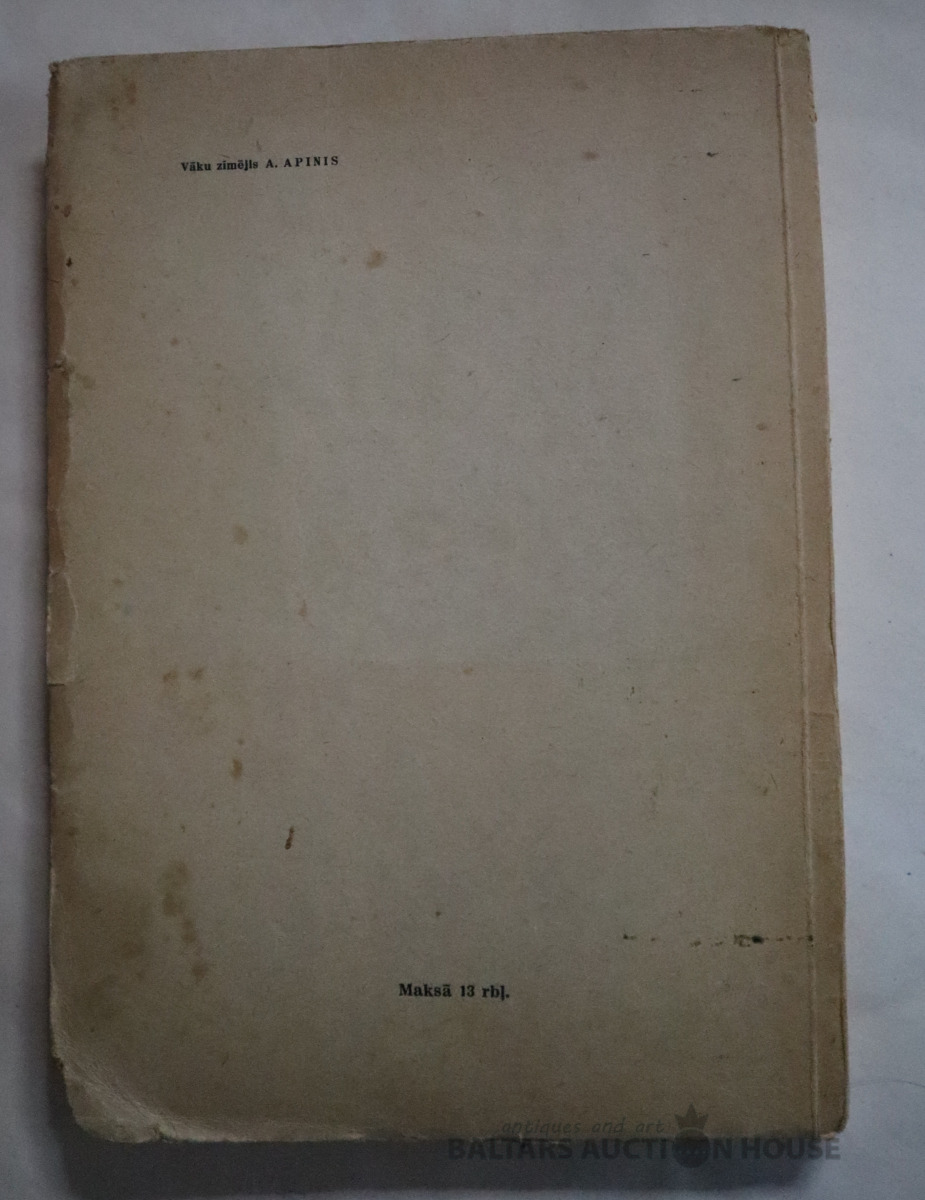 Vāku zīmējis A. APINIS
Maksā 13 rbļ.
antiques and art
BALTARS AUCTION HOUSE